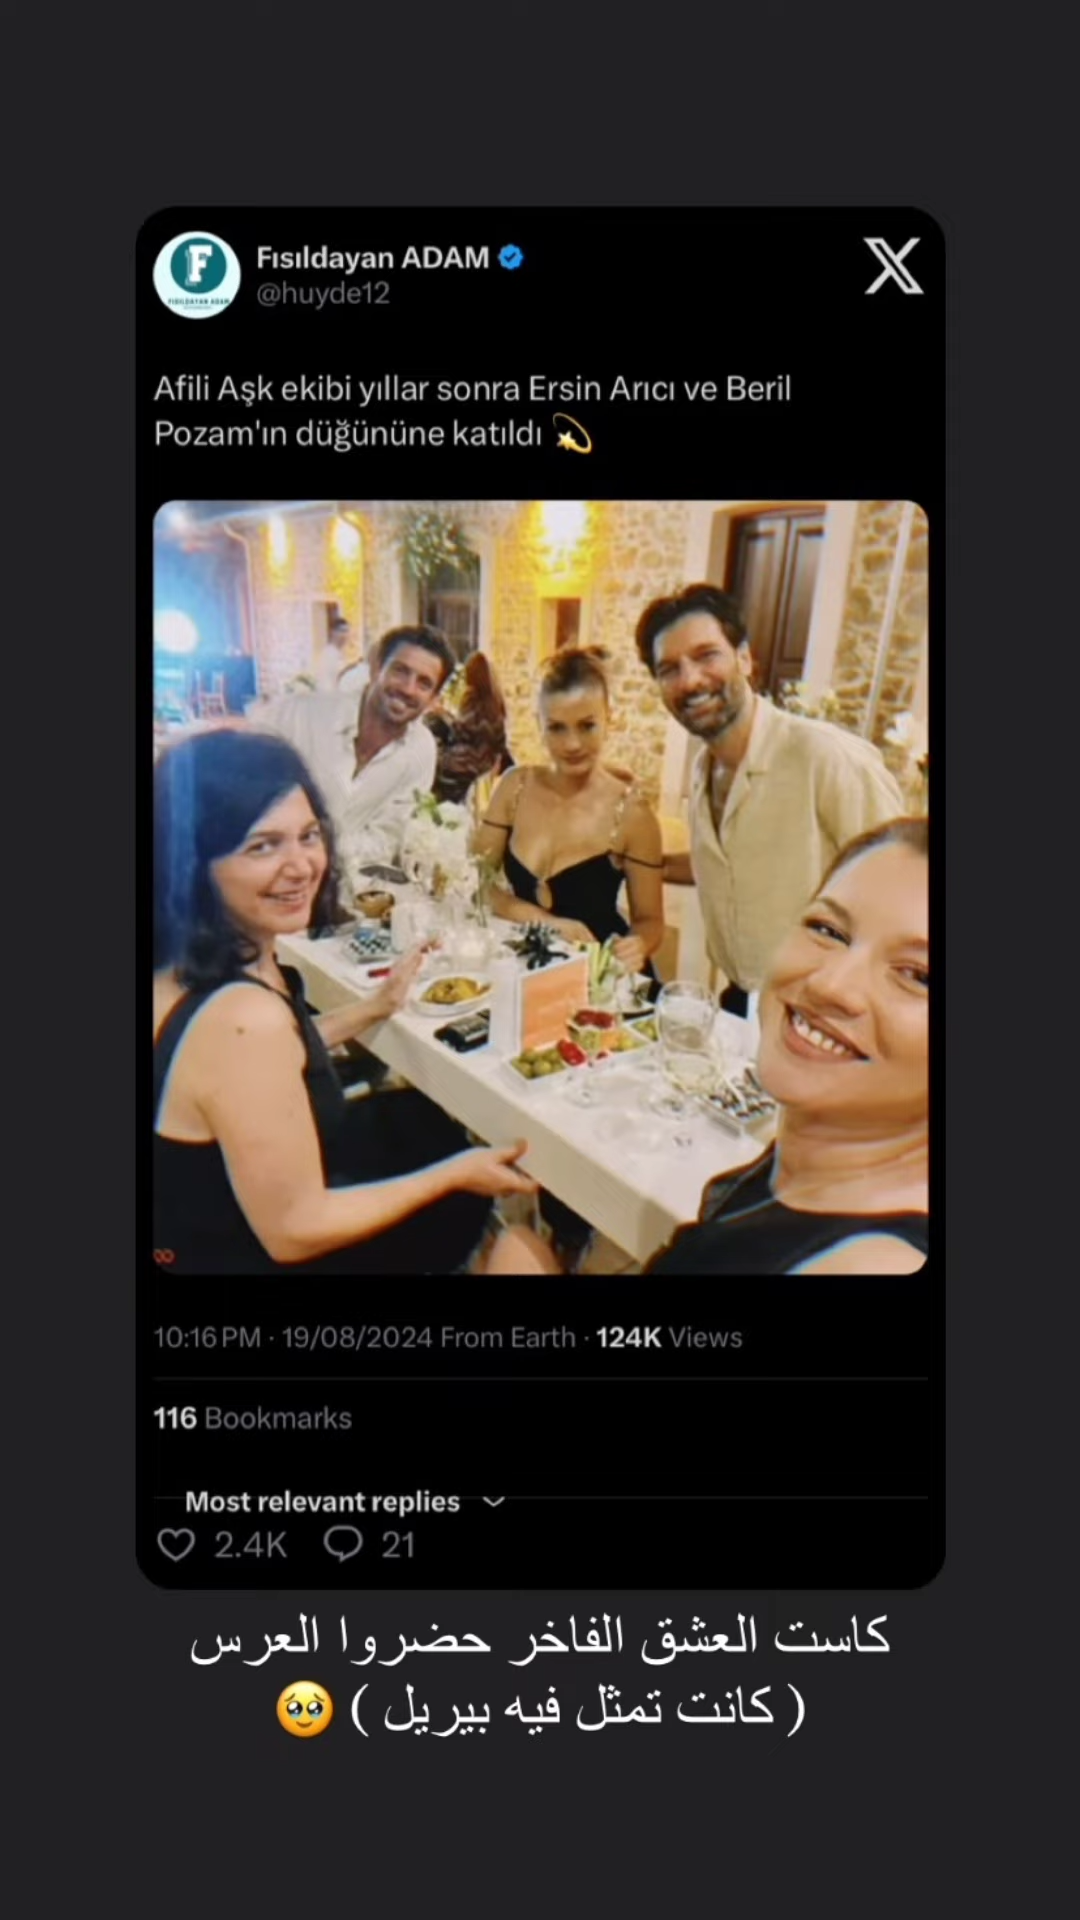 Fısıldayan ADAM
@huyde12
Afili Aşk ekibi yıllar sonra Ersin Arıcı ve Beril
Pozam'ın düğününe katıldı 💫
10:16 PM · 19/08/2024 From Earth · 124K Views
116 Bookmarks
Most relevant replies
2.4K 21
كاست العشق الفاخر حضروا العرس
( كانت تمثل فيه بيريل ) 🥹